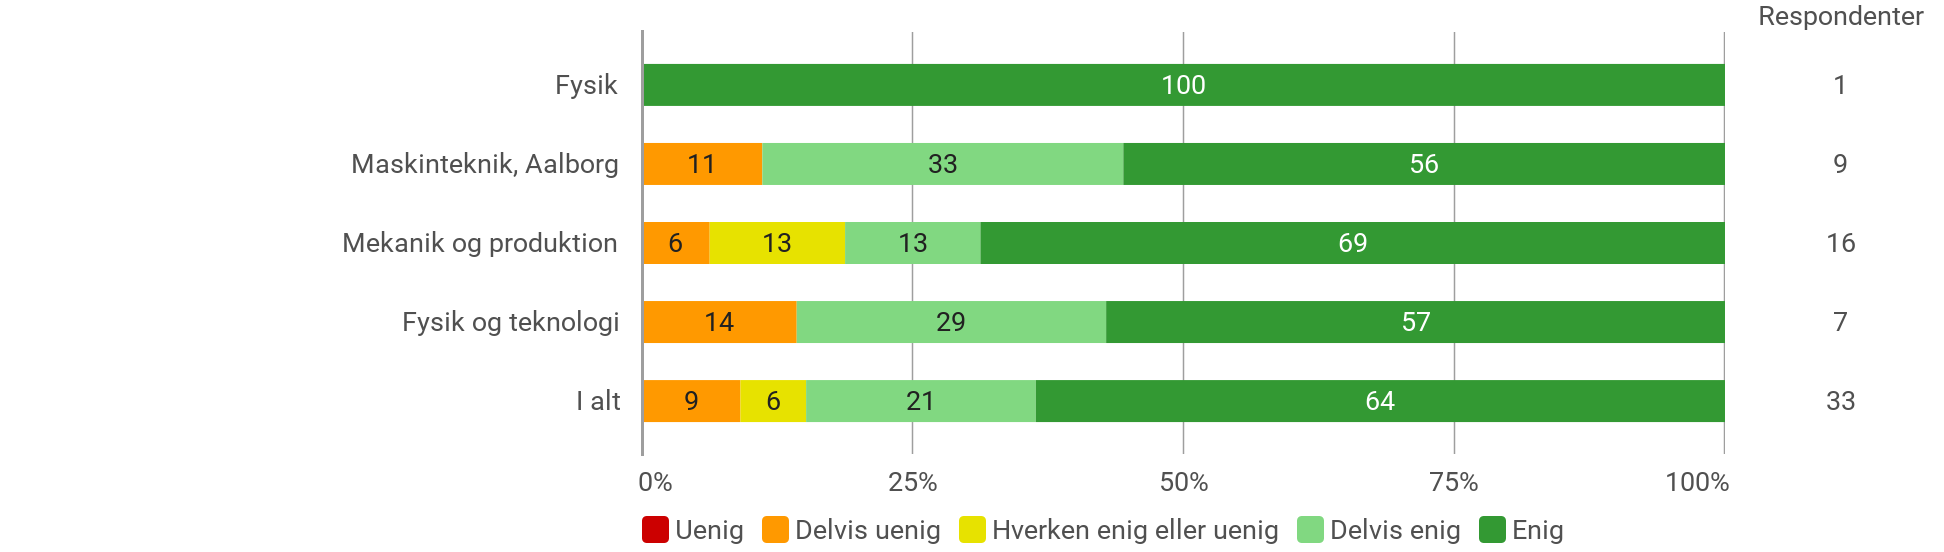 Respondenter
Fysik 100 1
Maskinteknik, Aalborg 11 33 56 9
Mekanik og produktion 6 13 13 69 16
Fysik og teknologi 14 29 57 7
I alt 9 6 21 64 33
0% 25% 50% 75% 100%
Uenig Delvis uenig Hverken enig eller uenig Delvis enig Enig